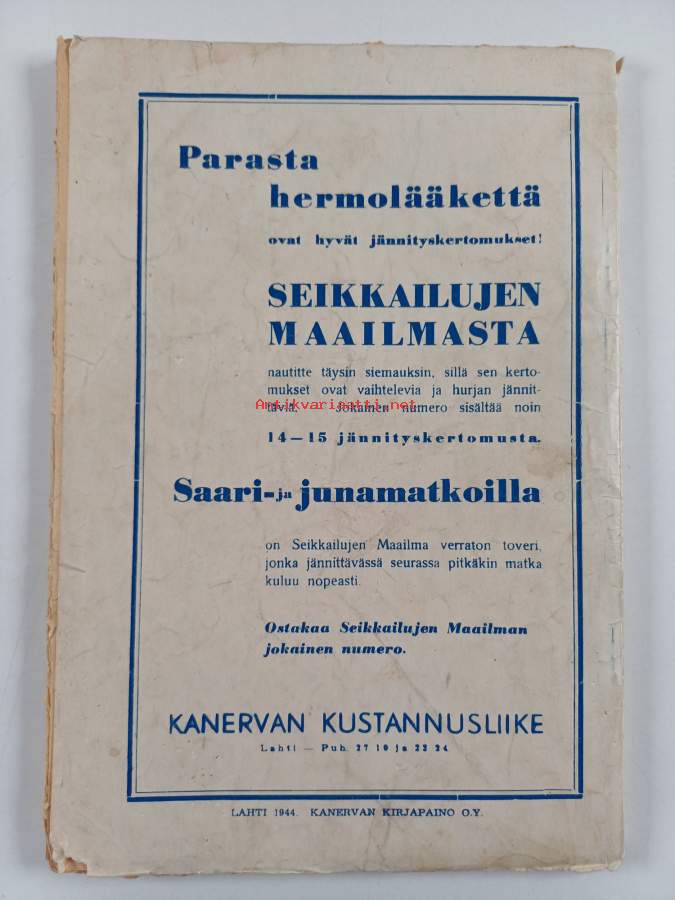 Parasta
hermolääkettä
ovat hyvät jännityskertomukset!
SEIKKAILUJEN
MAAILMASTA
nautitte täysin siemauksin, sillä sen kerto-
mukset ovat vaihtelevia ja hurjan jännit-
täviä. Jokainen numero sisältää noin
Antikvariaatti.net
14—15 jännityskertomusta.
Saari- ja junamatkoilla
on Seikkailujen Maailma verraton toveri,
jonka jännittävässä seurassa pitkäkin matka
kuluu nopeasti.
Ostakaa Seikkailujen Maailman
jokainen numero.
KANERVAN KUSTANNUSLIIKE
Lahti — Puh. 27 19 ja 23 24
LAHTI 1944. KANERVAN KIRJAPAINO O.Y.